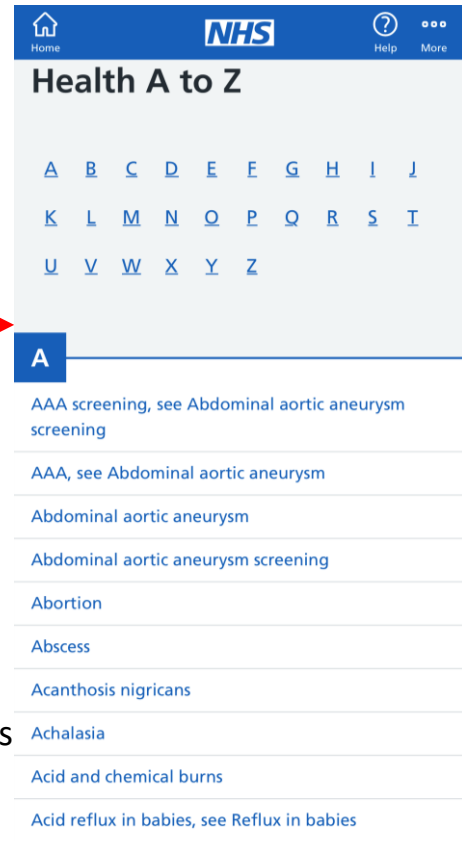 Home
NHS
Help
More
Health A to Z
A B C D E F G H I J
K L M N O P Q R S T
U V W X Y Z
A
AAA screening, see Abdominal aortic aneurysm
screening
AAA, see Abdominal aortic aneurysm
Abdominal aortic aneurysm
Abdominal aortic aneurysm screening
Abortion
Abscess
Acanthosis nigricans
s
Achalasia
Acid and chemical burns
Acid reflux in babies, see Reflux in babies